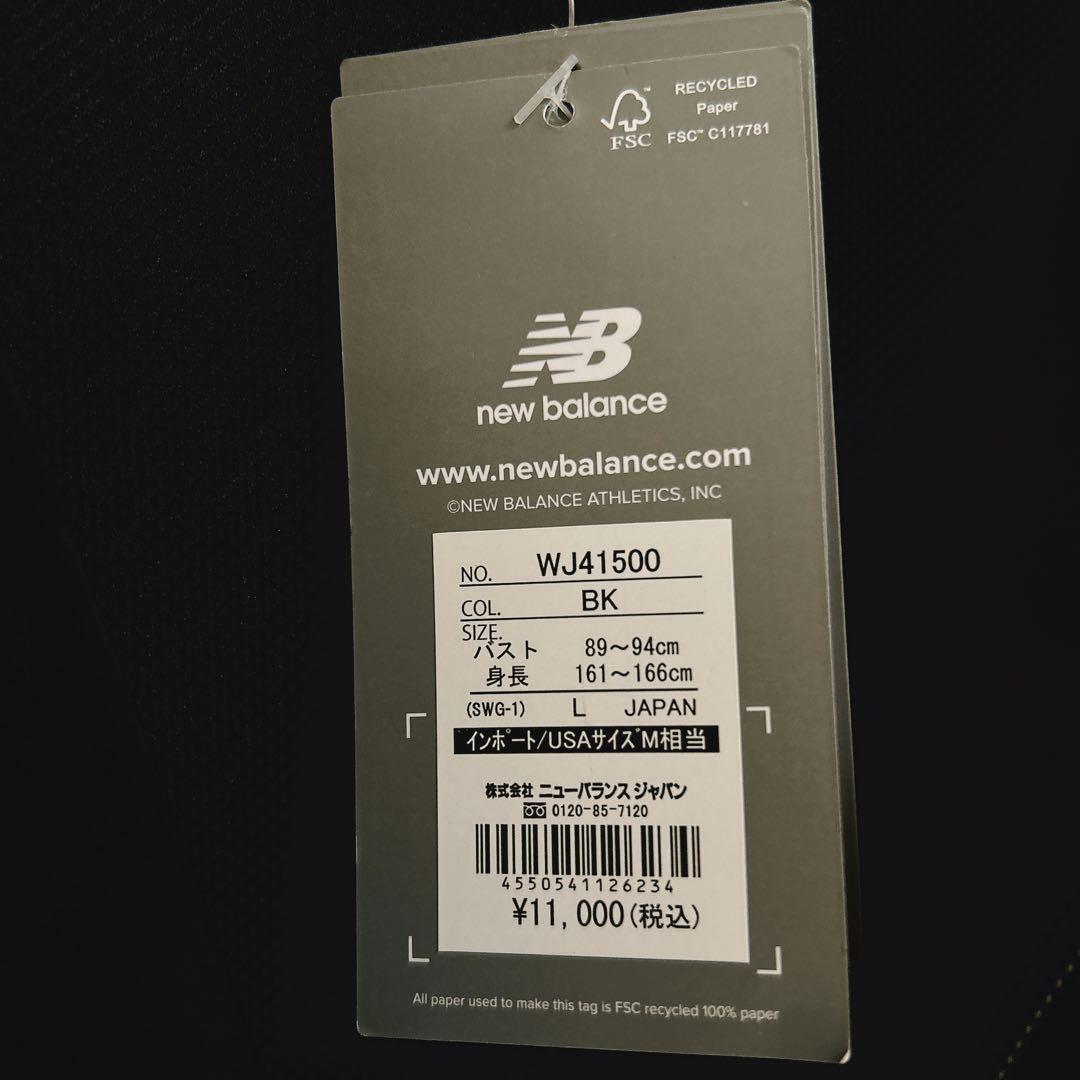 RECYCLED
Paper
FSC™ C117781
™
FSC
NB
new balance
www.newbalance.com
©NEW BALANCE ATHLETICS, INC
NO. WJ41500
COL. BK
SIZE.
バスト 89～94cm
身長 161～166cm
(SWG-1) L JAPAN
インポート/USAサイズM相当
株式会社 ニューバランス ジャパン
0120-85-7120
4550541126234
¥11,000(税込)
All paper used to make this tag is FSC recycled 100% paper